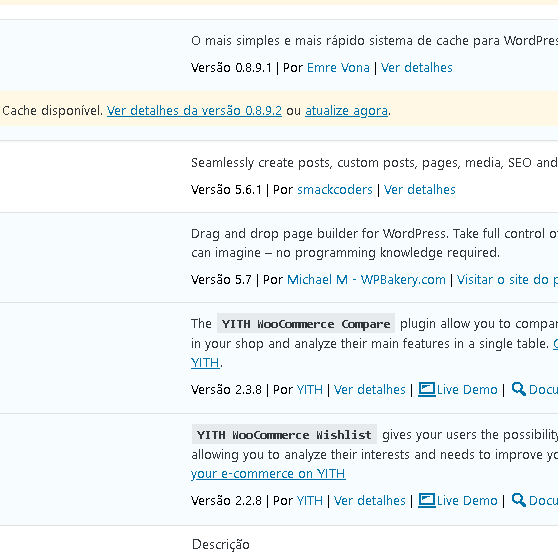 O mais simples e mais rápido sistema de cache para WordPres
Versão 0.8.9.1 | Por Emre Vona | Ver detalhes
Cache disponível. Ver detalhes da versão 0.8.9.2 ou atualize agora.
Seamlessly create posts, custom posts, pages, media, SEO and
Versão 5.6.1 | Por smackcoders | Ver detalhes
Drag and drop page builder for WordPress. Take full control o
can imagine – no programming knowledge required.
Versão 5.7 | Por Michael M - WPBakery.com | Visitar o site do p
The YITH WooCommerce Compare plugin allow you to compar
in your shop and analyze their main features in a single table.
YITH.
Versão 2.3.8 | Por YITH | Ver detalhes | Live Demo | Docu
YITH WooCommerce Wishlist gives your users the possibility
allowing you to analyze their interests and needs to improve yo
your e-commerce on YITH
Versão 2.2.8 | Por YITH | Ver detalhes | Live Demo | Docu
Descrição